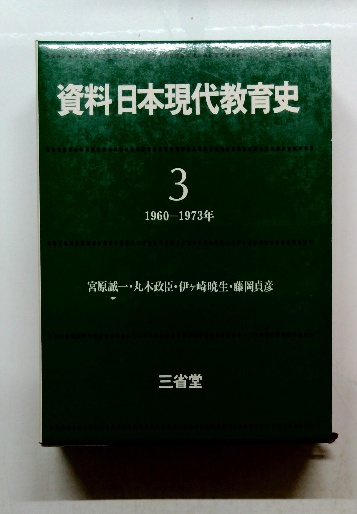 資料日本現代教育史
3
1960—1973年
宮原誠一・丸木政臣・伊ヶ崎暁生・藤岡貞彦
三省堂